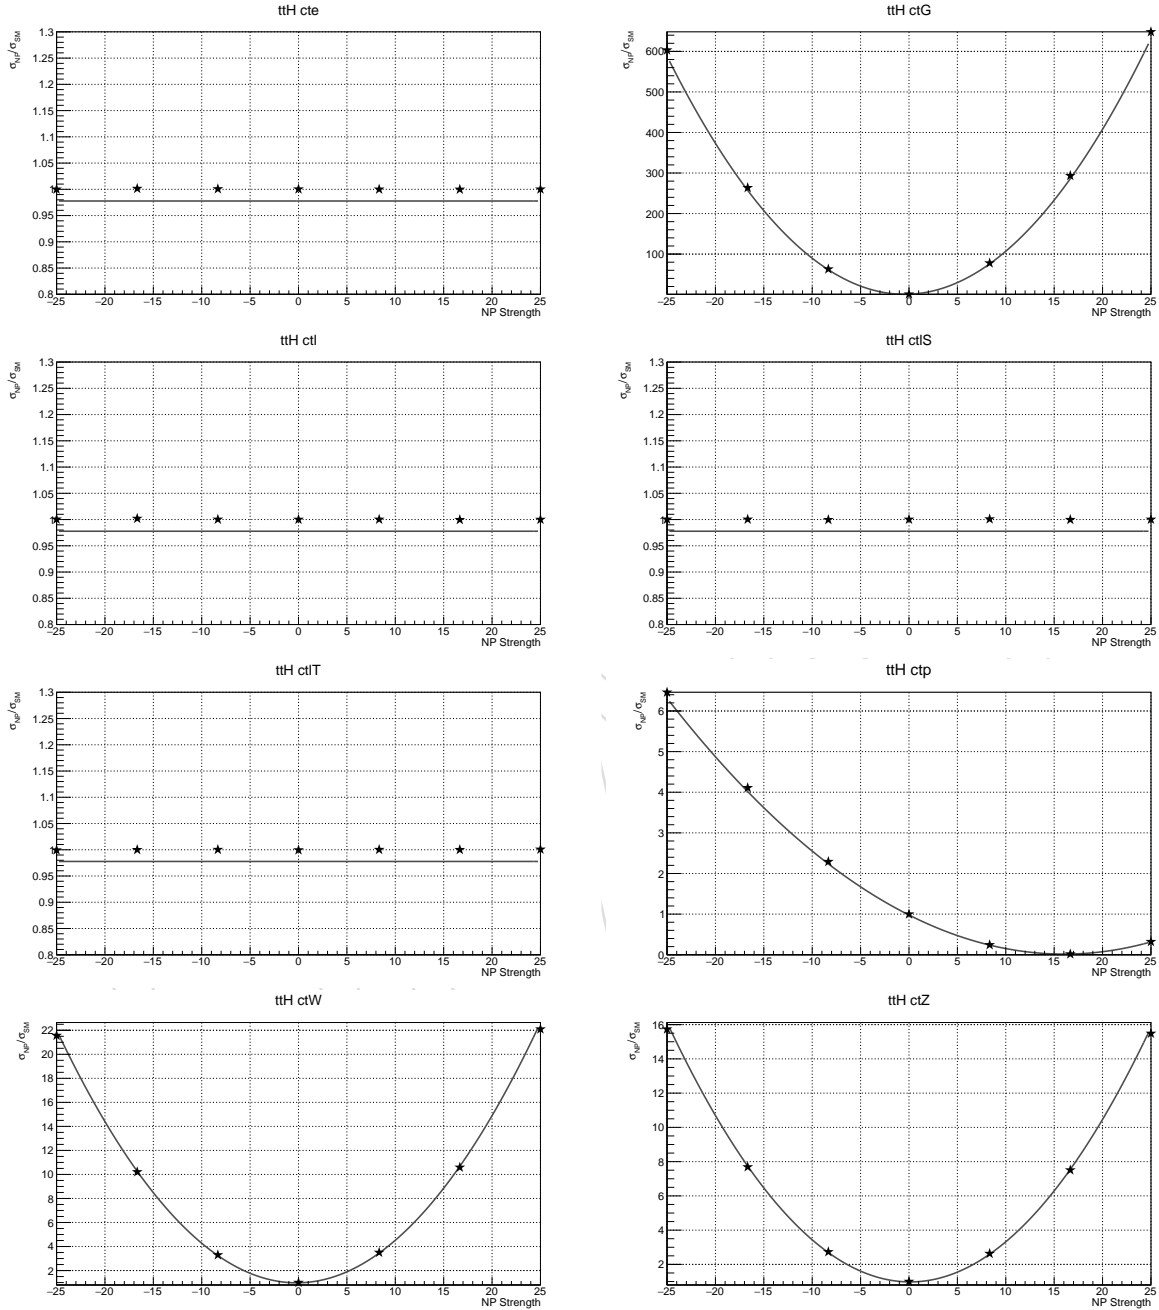 ttH cte
σNP/σSM
1.3
1.25
1.2
1.15
1.1
1.05
1
0.95
0.9
0.85
0.8
−25 −20 −15 −10 −5 0 5 10 15 20 25
NP Strength
ttH ctG
σNP/σSM
600
500
400
300
200
100
−25 −20 −15 −10 −5 0 5 10 15 20 25
NP Strength
ttH ctl
σNP/σSM
1.3
1.25
1.2
1.15
1.1
1.05
1
0.95
0.9
0.85
0.8
−25 −20 −15 −10 −5 0 5 10 15 20 25
NP Strength
ttH ctlS
σNP/σSM
1.3
1.25
1.2
1.15
1.1
1.05
1
0.95
0.9
0.85
0.8
−25 −20 −15 −10 −5 0 5 10 15 20 25
NP Strength
ttH ctlT
σNP/σSM
1.3
1.25
1.2
1.15
1.1
1.05
1
0.95
0.9
0.85
0.8
−25 −20 −15 −10 −5 0 5 10 15 20 25
NP Strength
ttH ctp
σNP/σSM
6
5
4
3
2
1
0
−25 −20 −15 −10 −5 0 5 10 15 20 25
NP Strength
ttH ctW
σNP/σSM
22
20
18
16
14
12
10
8
6
4
2
−25 −20 −15 −10 −5 0 5 10 15 20 25
NP Strength
ttH ctZ
σNP/σSM
16
14
12
10
8
6
4
2
−25 −20 −15 −10 −5 0 5 10 15 20 25
NP Strength